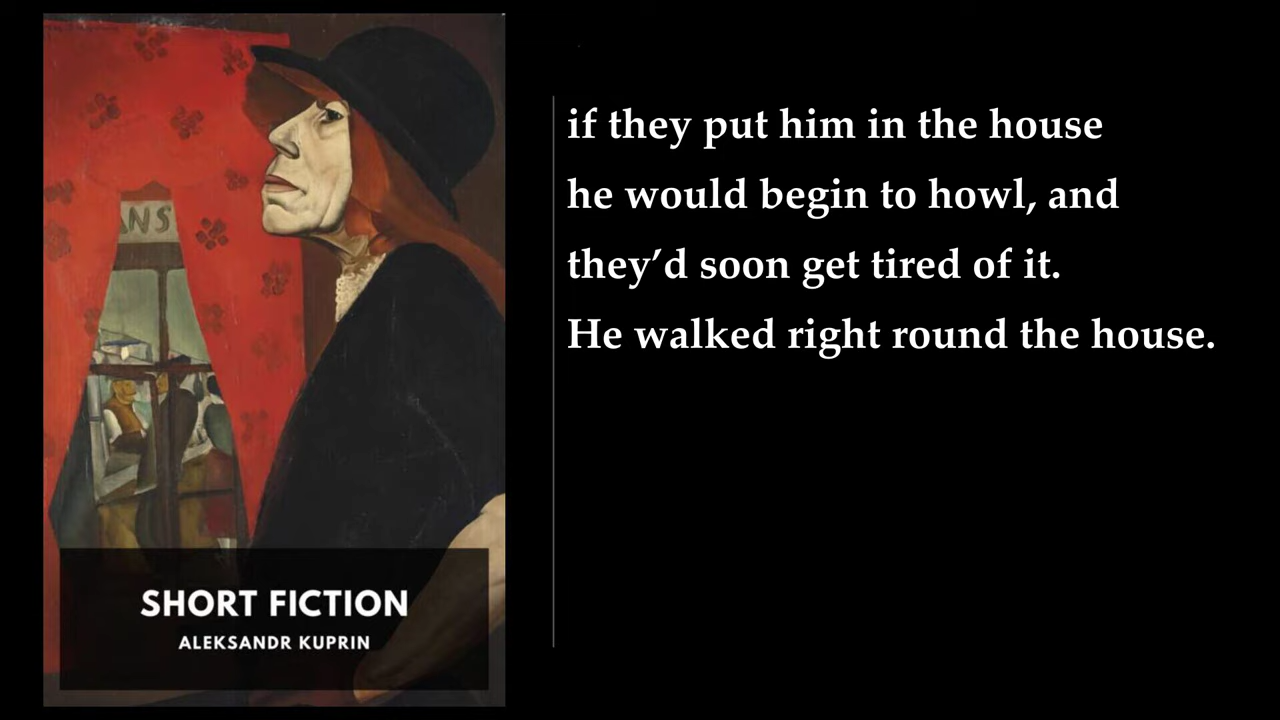 if they put him in the house
he would begin to howl, and
they’d soon get tired of it.
He walked right round the house.
ANS
SHORT FICTION
ALEKSANDR KUPRIN